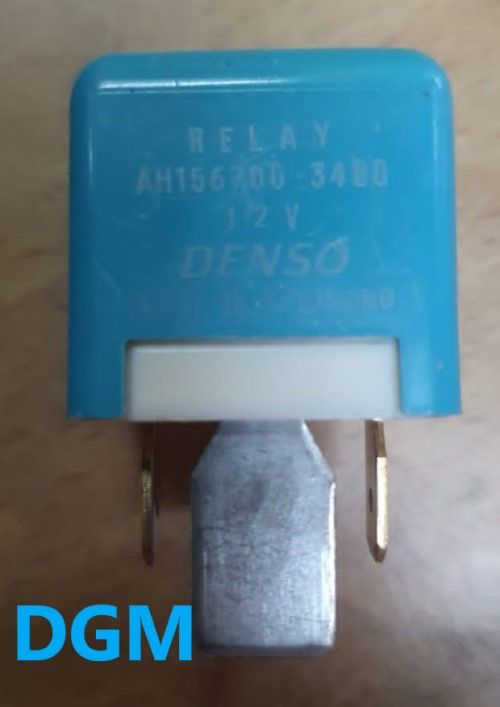 RELAY
AH156700-3400
12V
DENSO
DGM